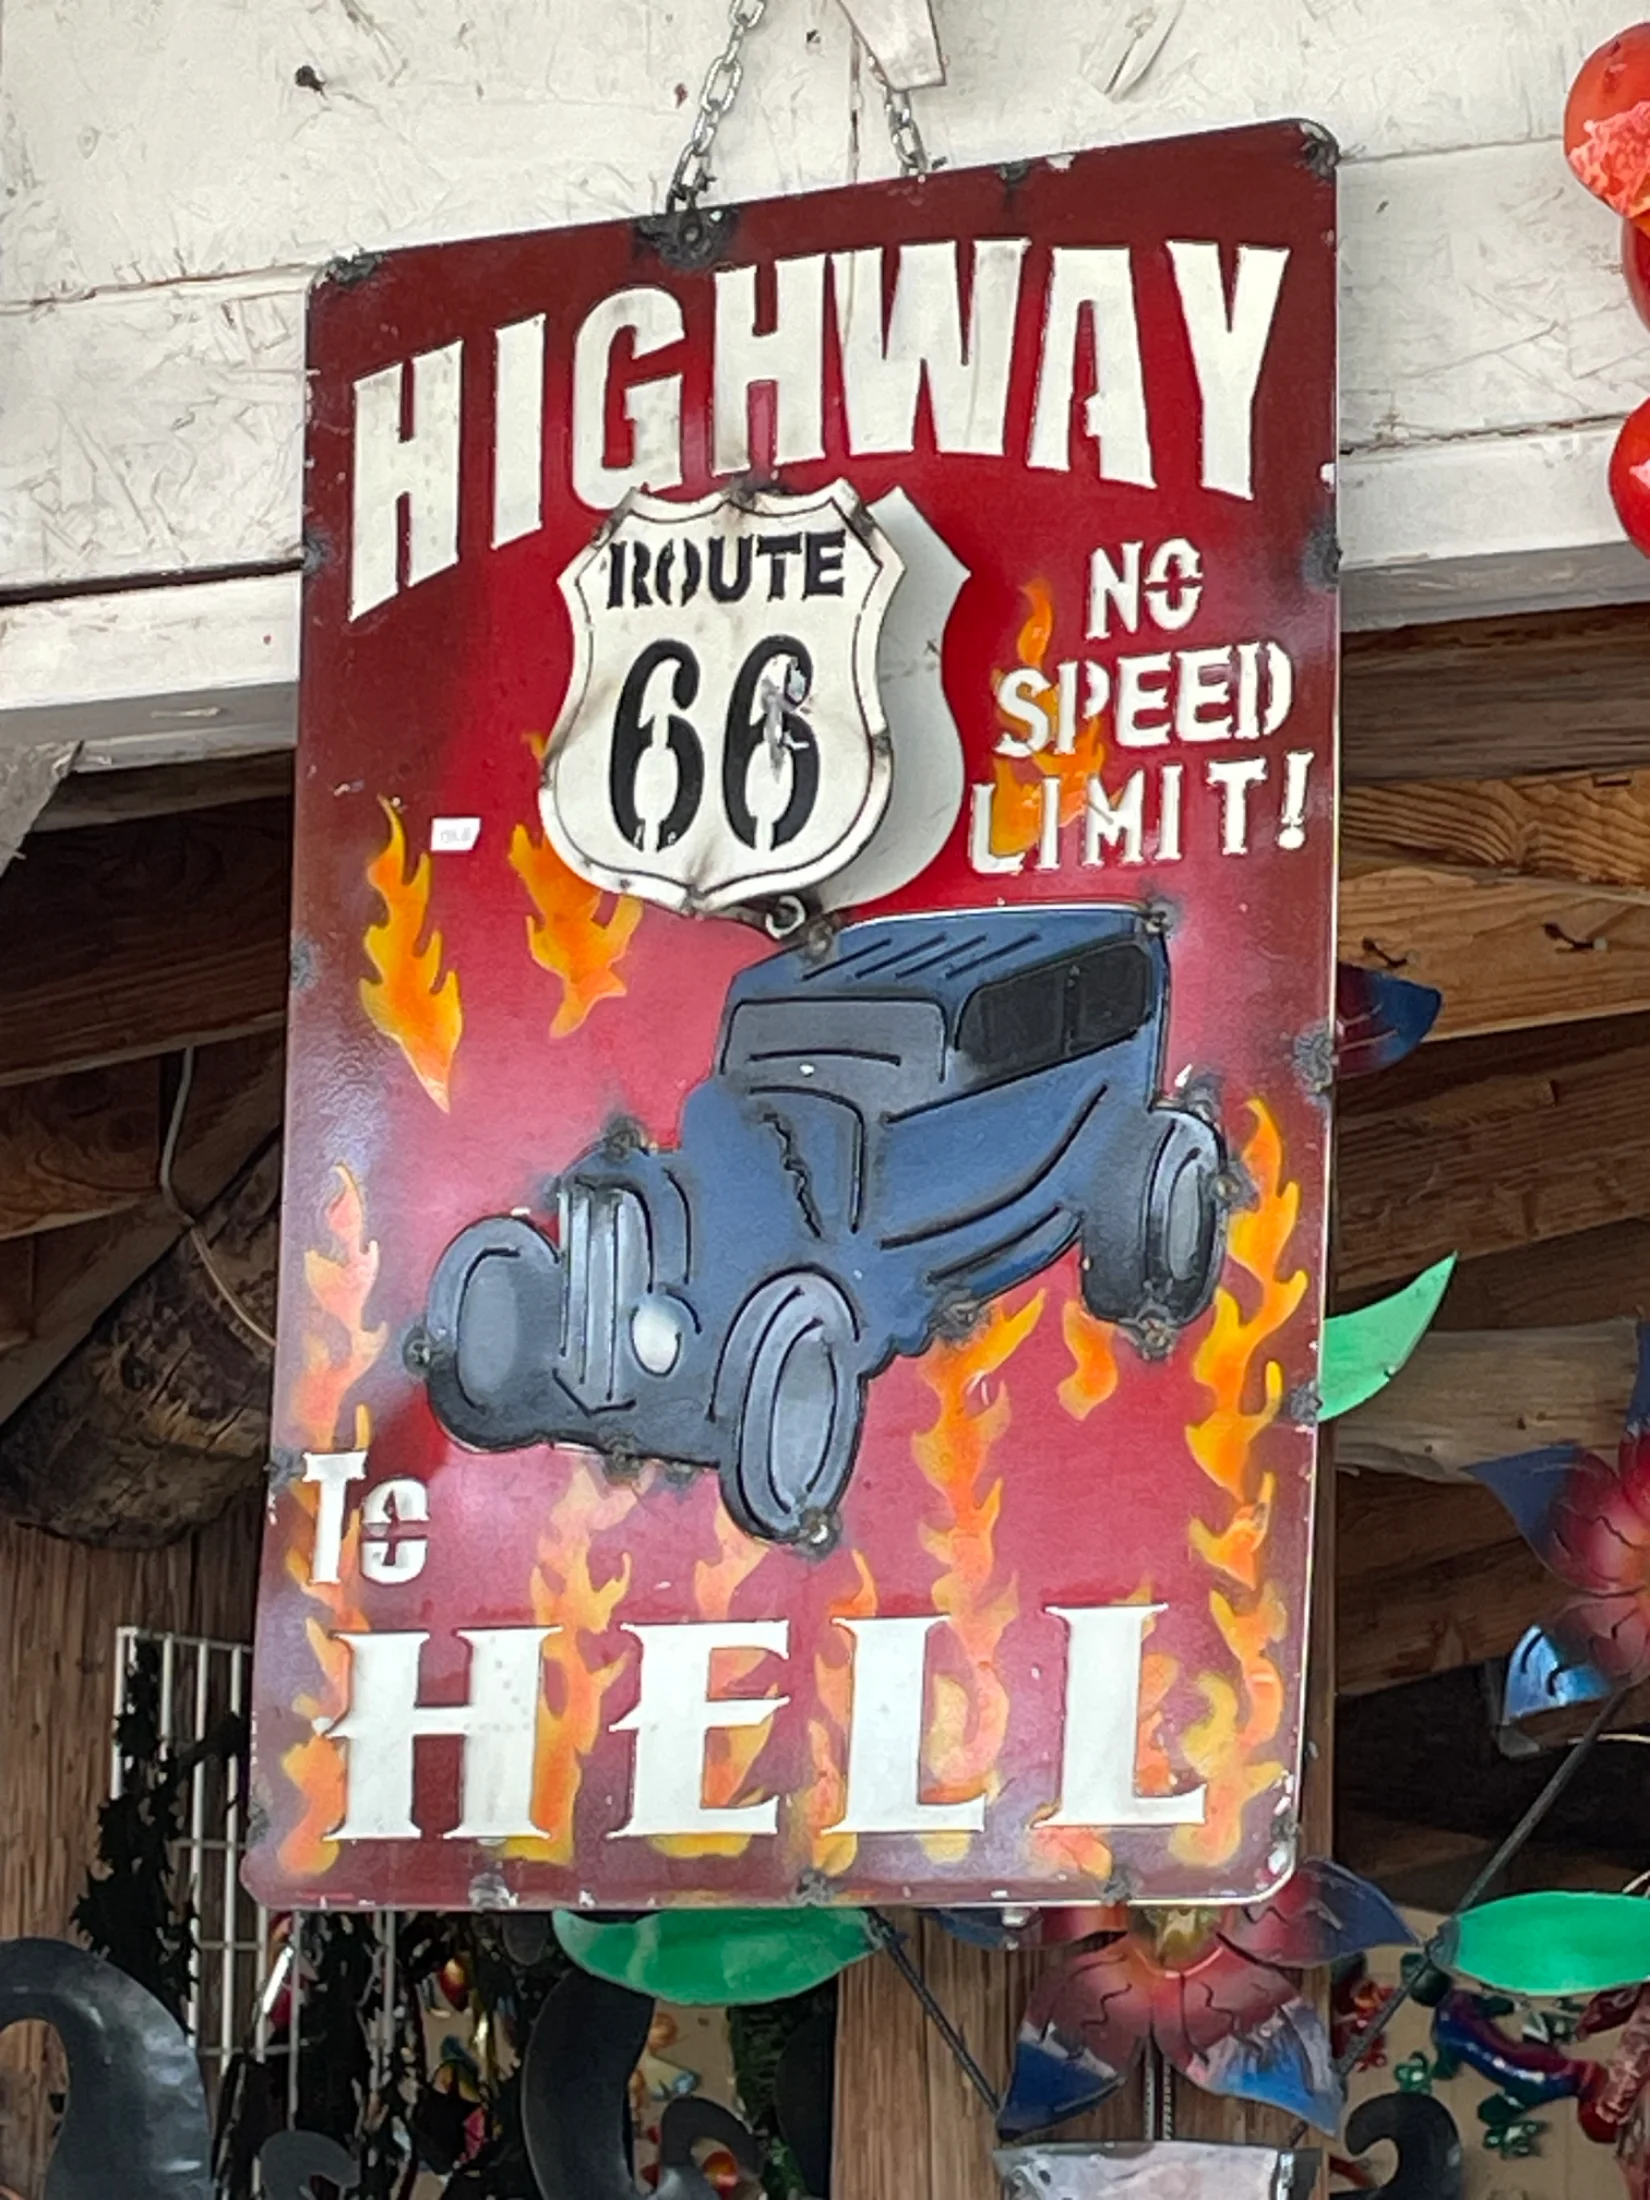 HIGHWAY
ROUTE
66
NO
SPEED
LIMIT!
To
HELL